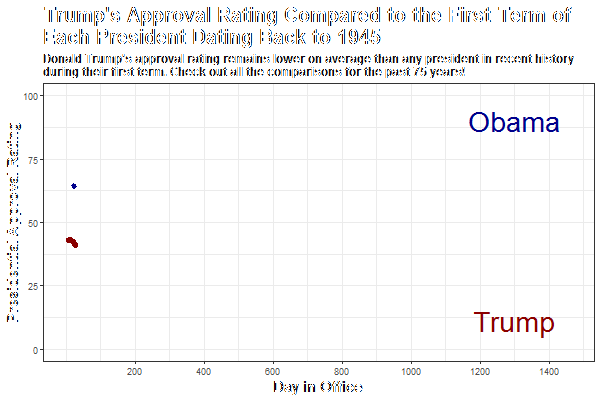 Trump's Approval Rating Compared to the First Term of
Each President Dating Back to 1945
Donald Trump's approval rating remains lower on average than any president in recent history
during their first term. Check out all the comparisons for the past 75 years!
Presidential Approval Rating
100
75
50
25
0
Obama
Trump
200
400
600
800
1000
1200
1400
Day in Office